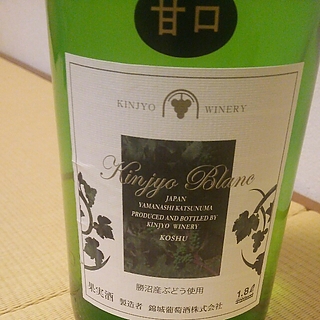 甘口
KINJYO WINERY
Kinjyo Blanc
JAPAN
YAMANASHI KATSUNUMA
PRODUCED AND BOTTLED BY
KINJYO WINERY
KOSHU
勝沼産ぶどう使用
果実酒 製造者 錦城葡萄酒株式会社
1.8ℓ